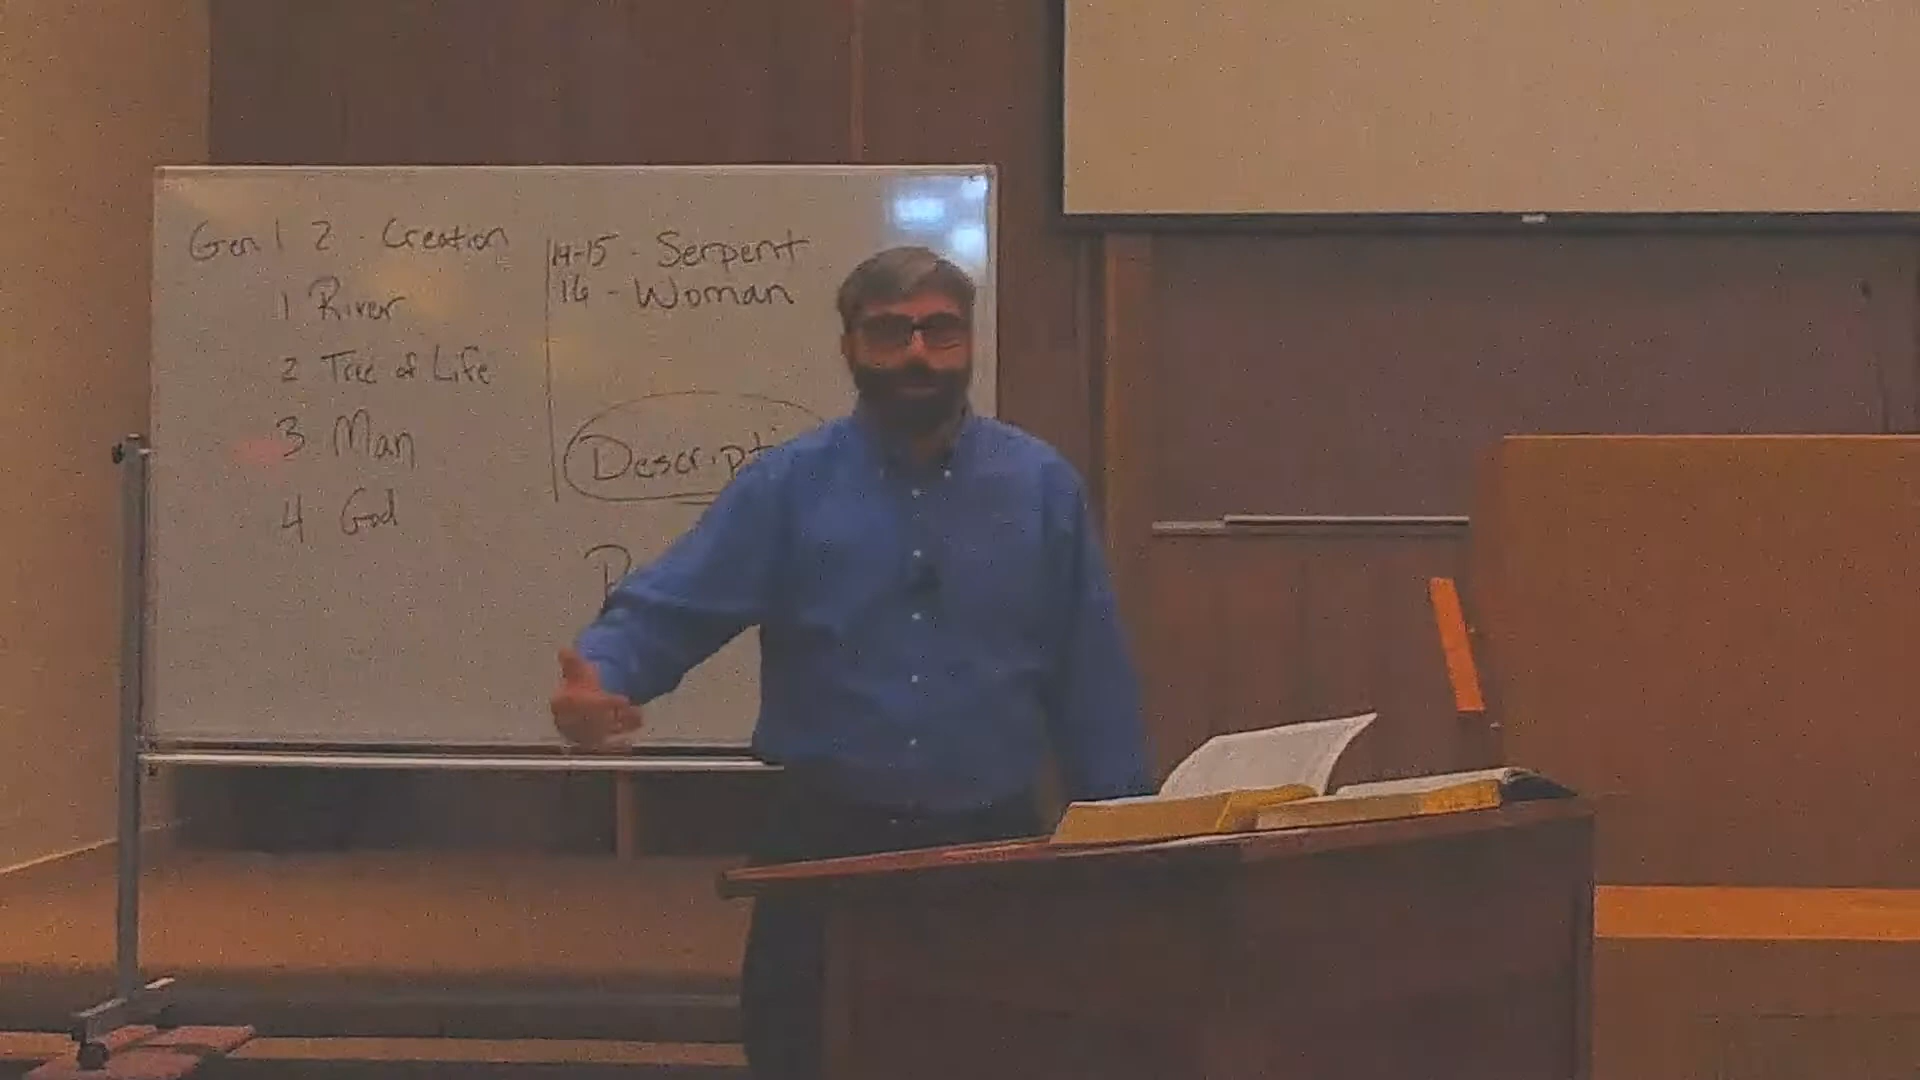 Gen 1 2 - Creation
1 River
2 Tree of Life
3 Man
4 God
14-15 - Serpent
16 - Woman
Descripti